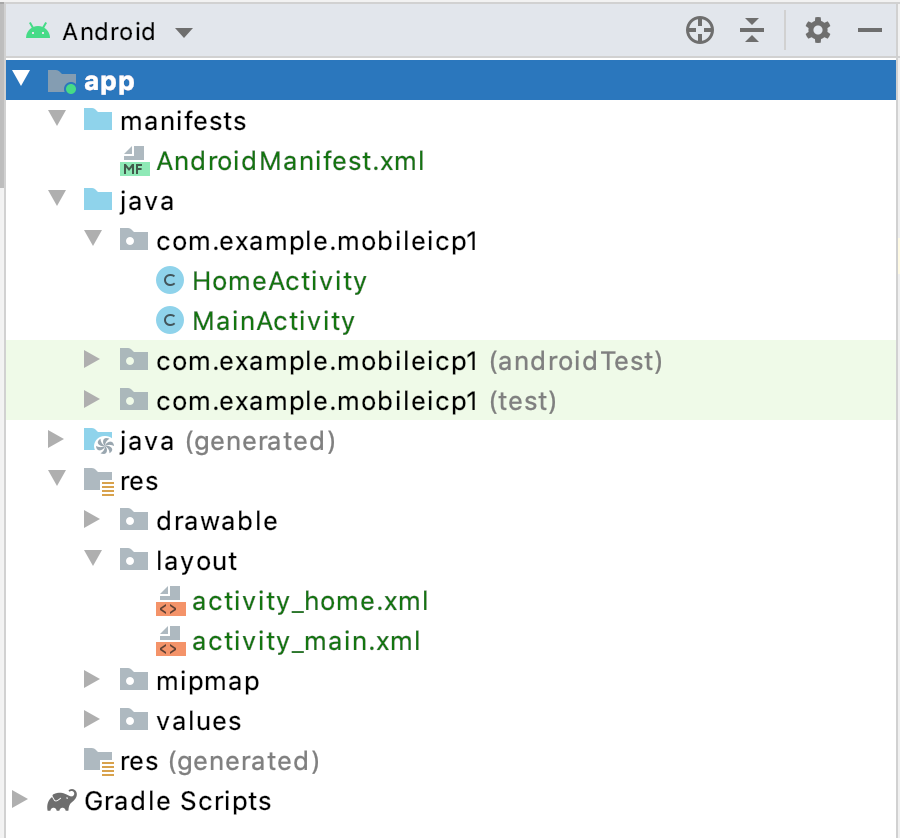 Android
app
manifests
MF AndroidManifest.xml
java
com.example.mobileicp1
C HomeActivity
C MainActivity
com.example.mobileicp1 (androidTest)
com.example.mobileicp1 (test)
java (generated)
res
drawable
layout
<> activity_home.xml
<> activity_main.xml
mipmap
values
res (generated)
Gradle Scripts